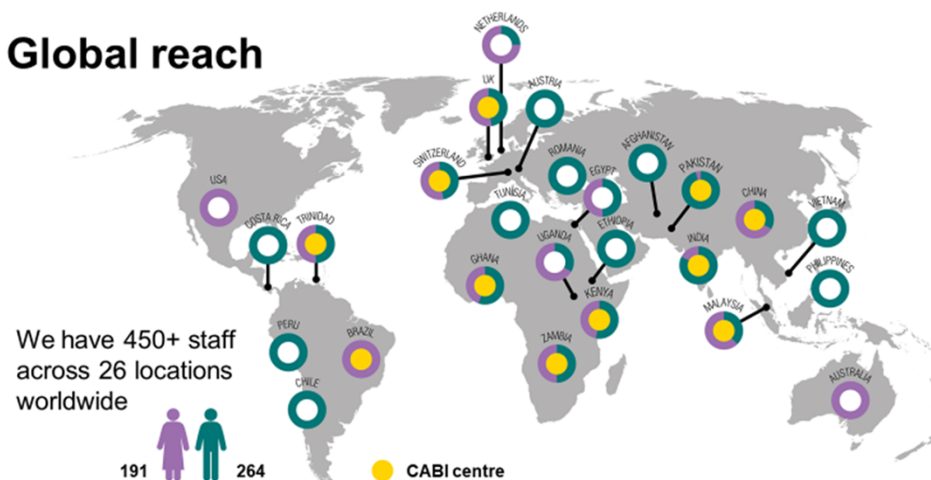 Global reach
NETHERLANDS
UK
AUSTRIA
SWITZERLAND
ROMANIA
AFGHANISTAN
PAKISTAN
EGYPT
TUNISIA
CHINA
VIETNAM
USA
COSTA RICA
TRINIDAD
UGANDA
ETHIOPIA
INDIA
PHILIPPINES
GHANA
KENYA
MALAYSIA
PERU
BRAZIL
ZAMBIA
CHILE
AUSTRALIA
We have 450+ staff
across 26 locations
worldwide
191 264
CABI centre